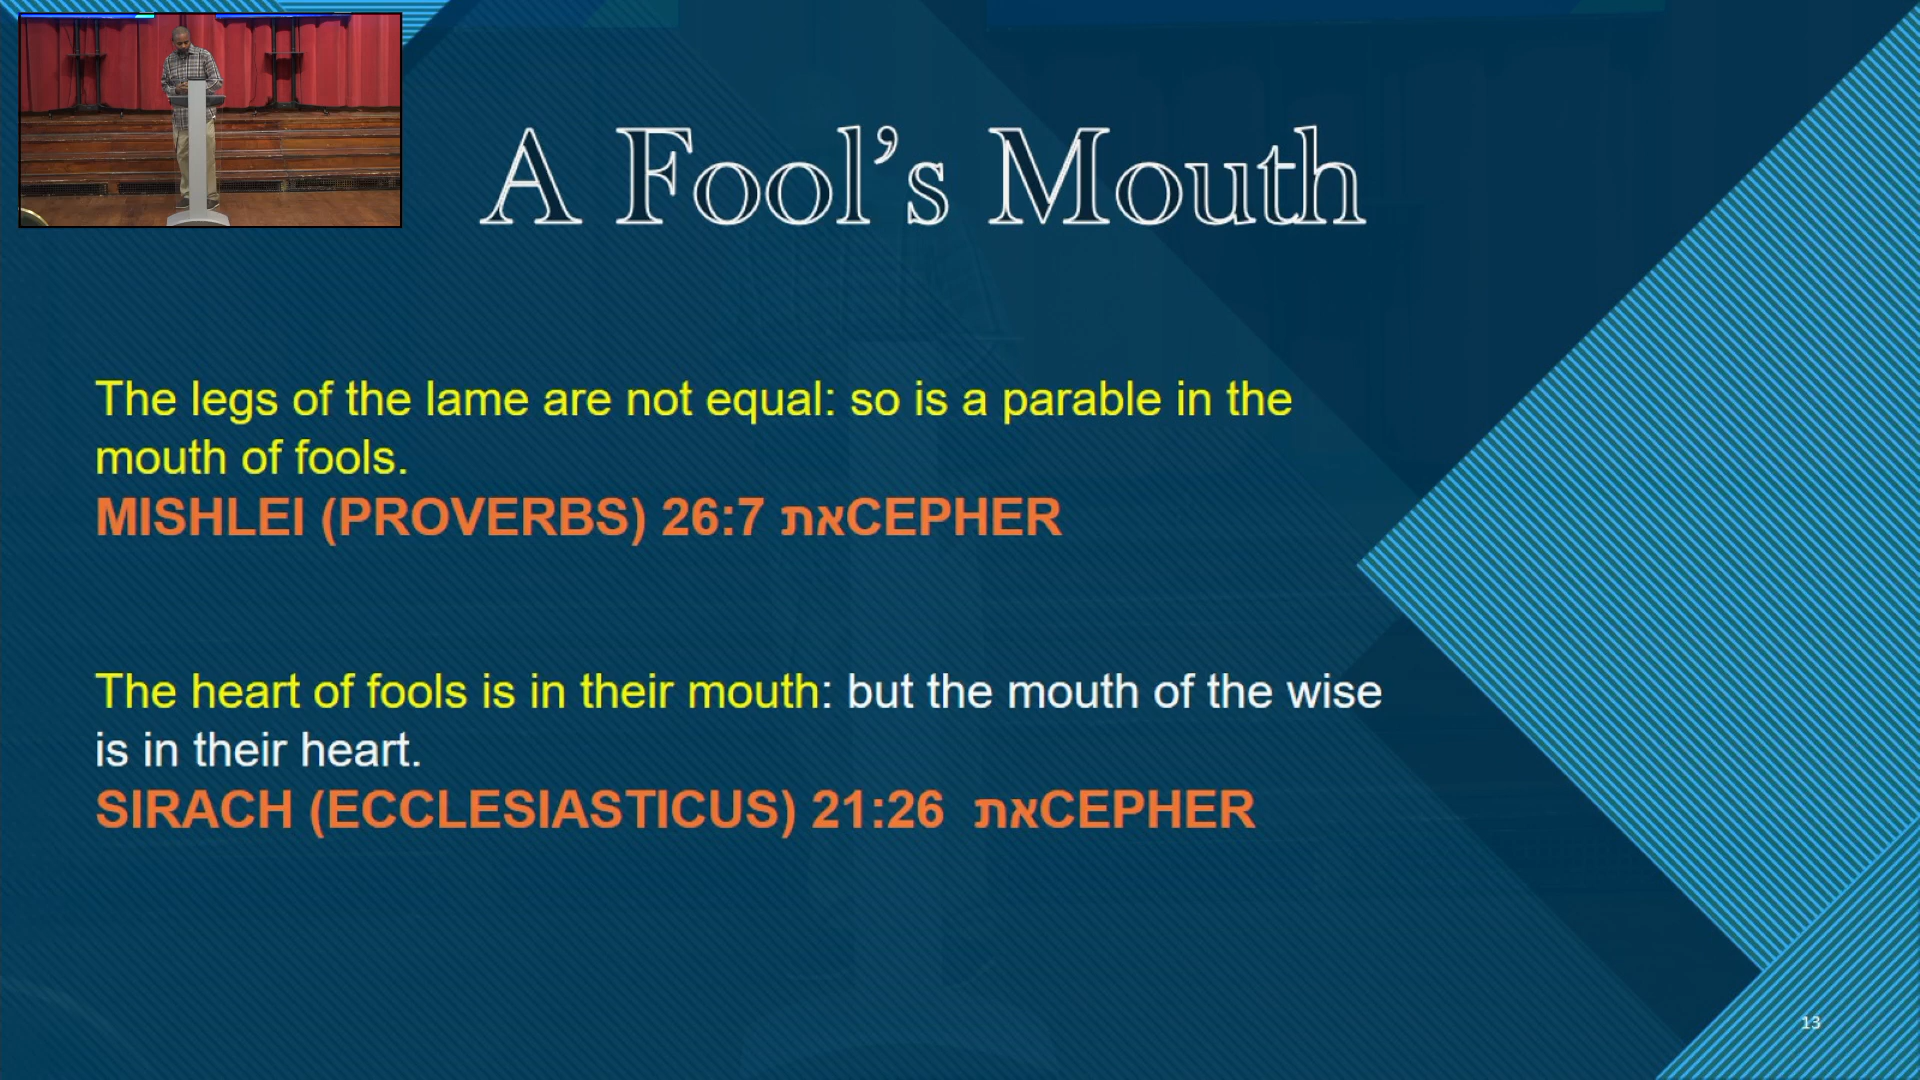 A Fool’s Mouth
The legs of the lame are not equal: so is a parable in the
mouth of fools.
MISHLEI (PROVERBS) 26:7 אתCEPHER
The heart of fools is in their mouth: but the mouth of the wise
is in their heart.
SIRACH (ECCLESIASTICUS) 21:26  אתCEPHER
13